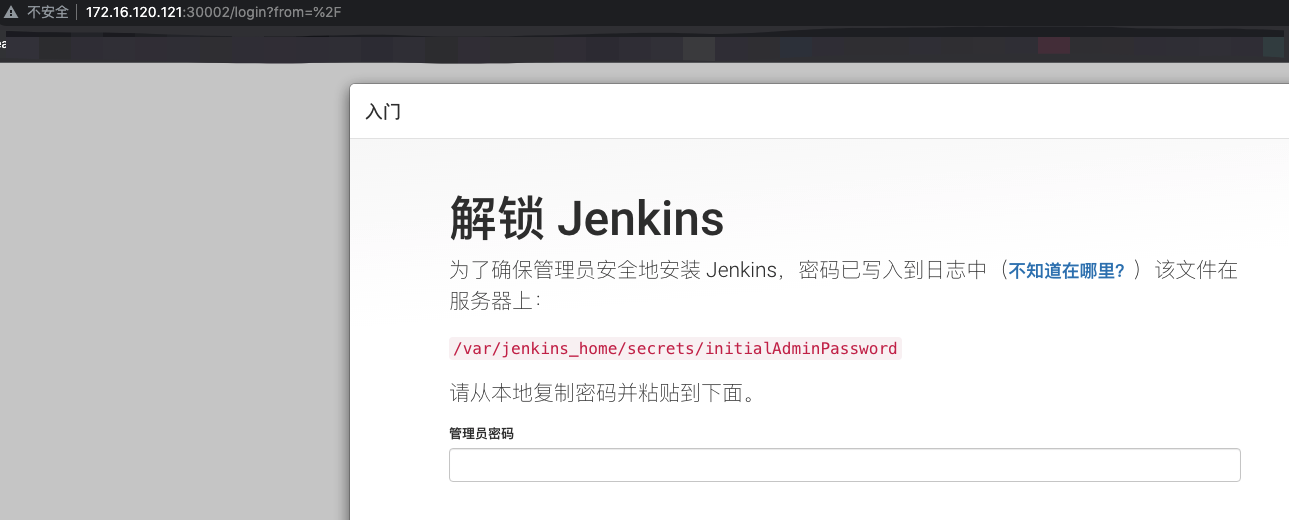 不安全 172.16.120.121:30002/login?from=%2F
入门
解锁 Jenkins
为了确保管理员安全地安装 Jenkins，密码已写入到日志中（不知道在哪里？）该文件在
服务器上：
/var/jenkins_home/secrets/initialAdminPassword
请从本地复制密码并粘贴到下面。
管理员密码